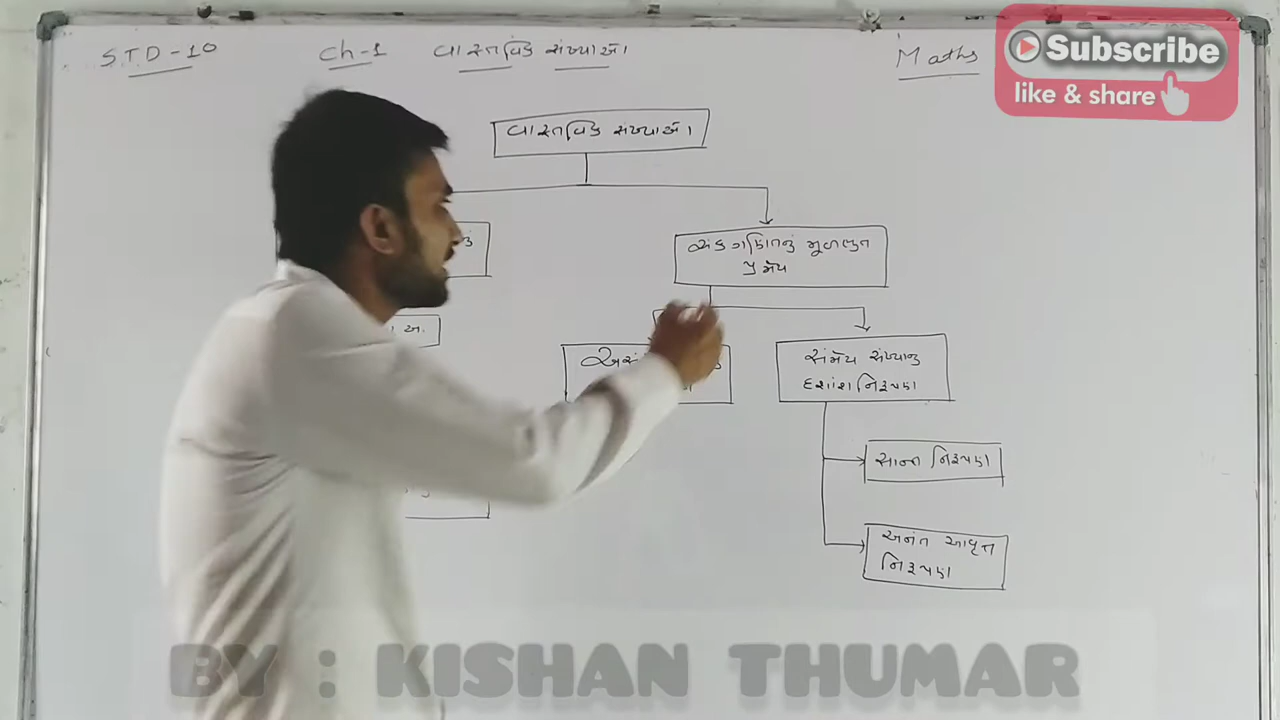 STD-10
Ch-1 વાસ્તવિક સંખ્યાઓ
Maths
Subscribe
like & share
વાસ્તવિક સંખ્યાઓ
અંકગણિતનું મૂળભૂત
પ્રમેય
સંમેય સંખ્યાનું
દશાંશ નિરૂપણ
સાન્ત નિરૂપણ
અનંત આવૃત્ત
નિરૂપણ
BY : KISHAN THUMAR